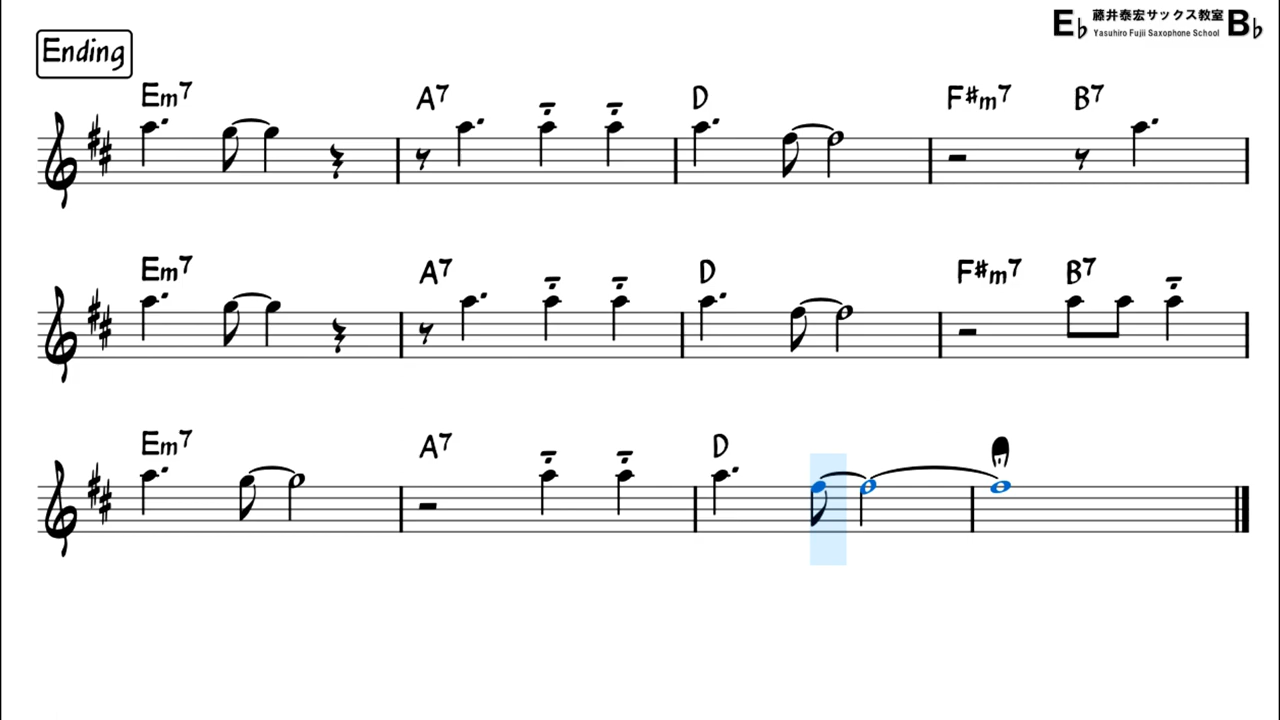 E♭ 藤井泰宏サックス教室 B♭
Yasuhiro Fujii Saxophone School
Ending
Em7 A7 D F#m7 B7
Em7 A7 D F#m7 B7
Em7 A7 D